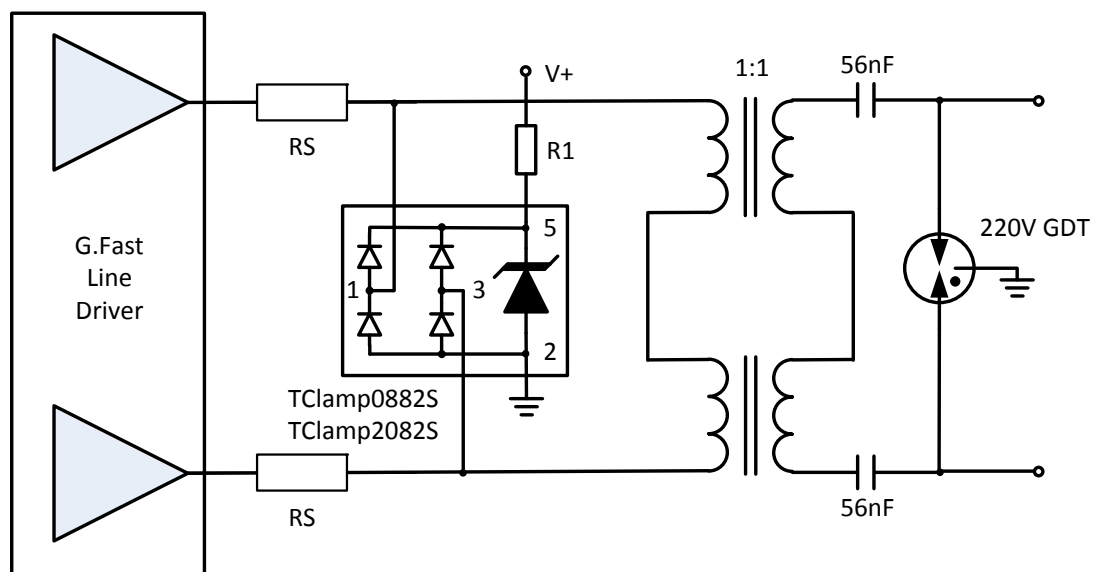 V+
1:1
56nF
RS
R1
G.Fast
Line
Driver
5
1
3
2
220V GDT
TClamp0882S
TClamp2082S
RS
56nF